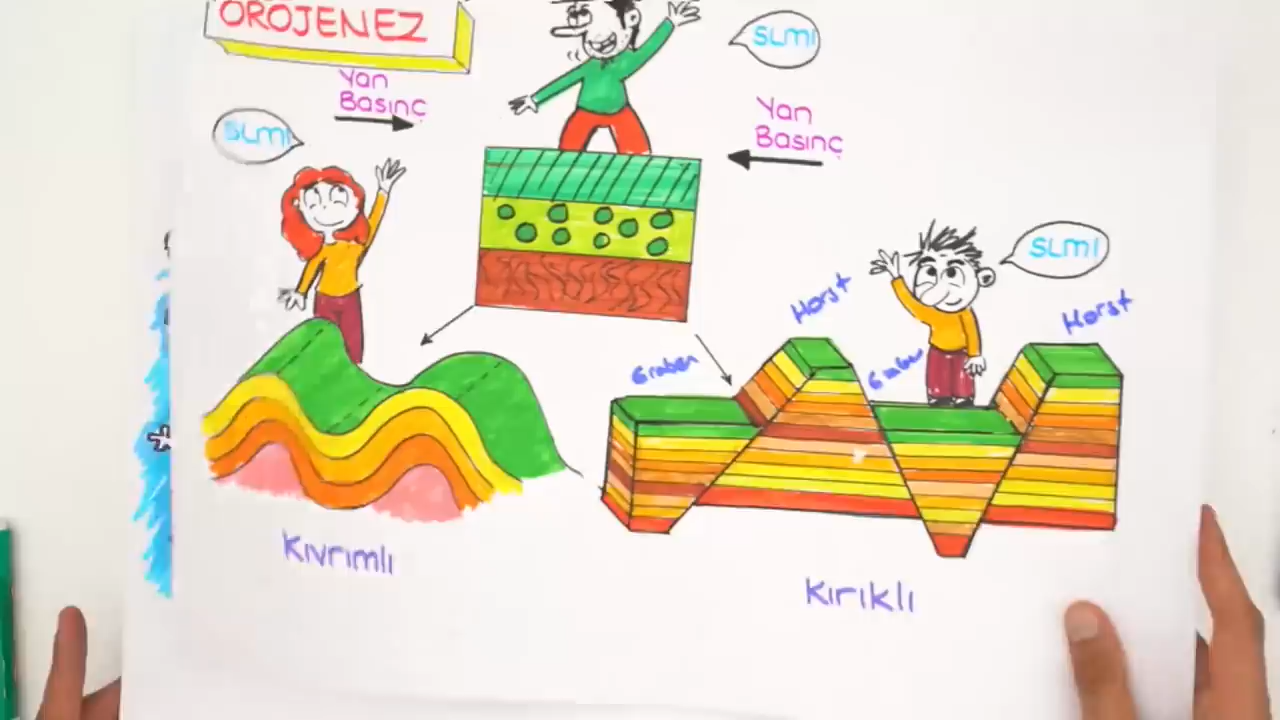 OROJENEZ
SLM!
Yan
Basınç
Yan
Basınç
SLM!
SLM!
Horst
Horst
Graben
Graben
Kıvrımlı
Kırıklı